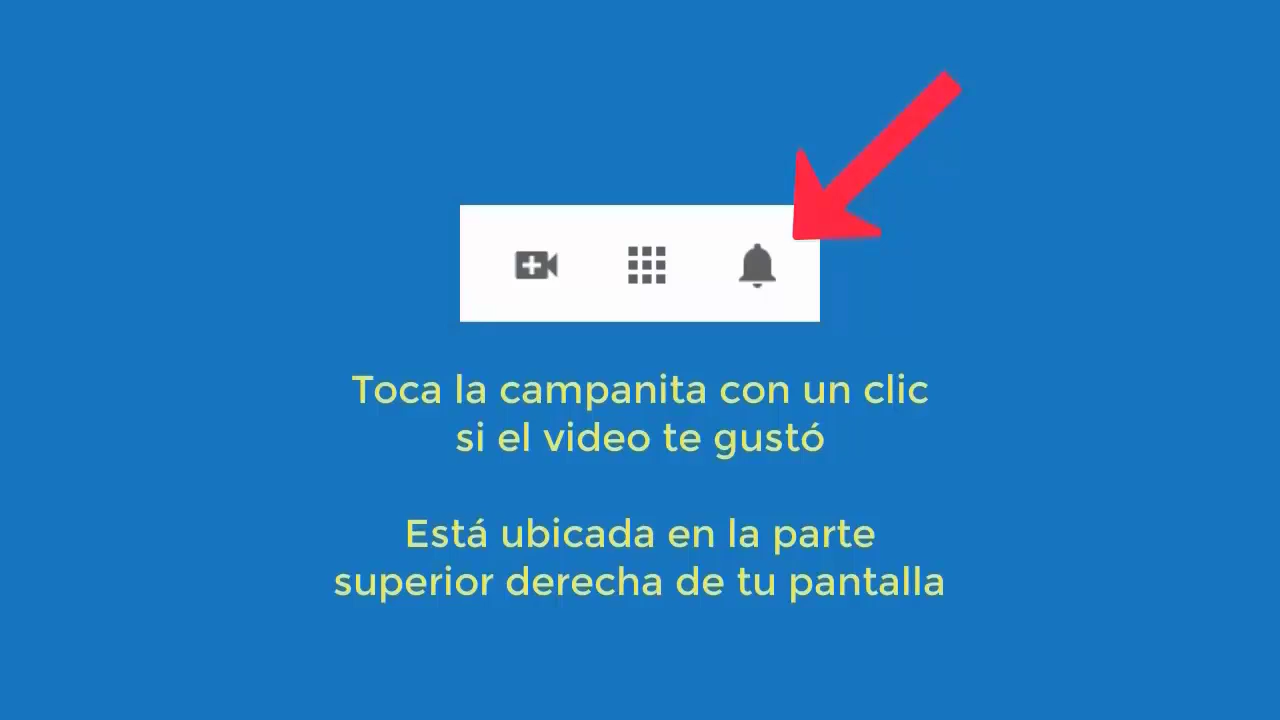 Toca la campanita con un clic
si el video te gustó
Está ubicada en la parte
superior derecha de tu pantalla